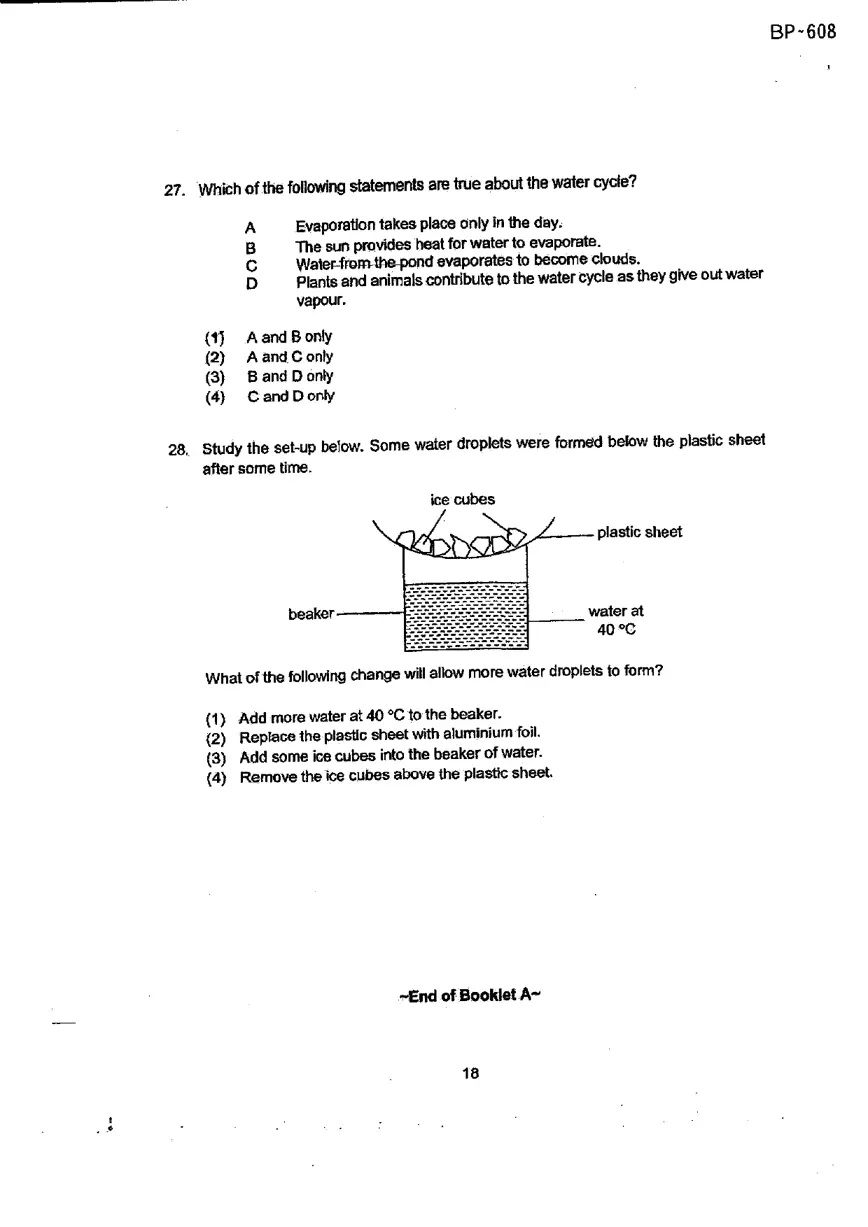 BP-608
27. Which of the following statements are true about the water cycle?
A Evaporation takes place only in the day.
B The sun provides heat for water to evaporate.
C Water from the pond evaporates to become clouds.
D Plants and animals contribute to the water cycle as they give out water
vapour.
(1) A and B only
(2) A and C only
(3) B and D only
(4) C and D only
28. Study the set-up below. Some water droplets were formed below the plastic sheet
after some time.
ice cubes
plastic sheet
beaker
water at
40 °C
What of the following change will allow more water droplets to form?
(1) Add more water at 40 °C to the beaker.
(2) Replace the plastic sheet with aluminium foil.
(3) Add some ice cubes into the beaker of water.
(4) Remove the ice cubes above the plastic sheet.
~End of Booklet A~
18